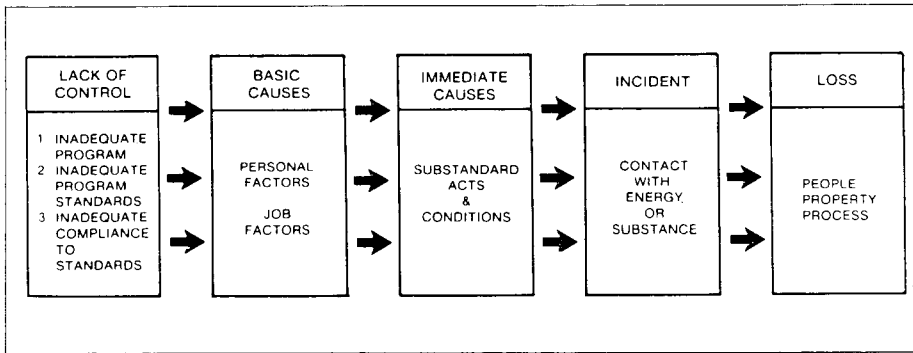 LACK OF
CONTROL
1 INADEQUATE
PROGRAM
2 INADEQUATE
PROGRAM
STANDARDS
3 INADEQUATE
COMPLIANCE
TO
STANDARDS
BASIC
CAUSES
PERSONAL
FACTORS
JOB
FACTORS
IMMEDIATE
CAUSES
SUBSTANDARD
ACTS
&
CONDITIONS
INCIDENT
CONTACT
WITH
ENERGY
OR
SUBSTANCE
LOSS
PEOPLE
PROPERTY
PROCESS